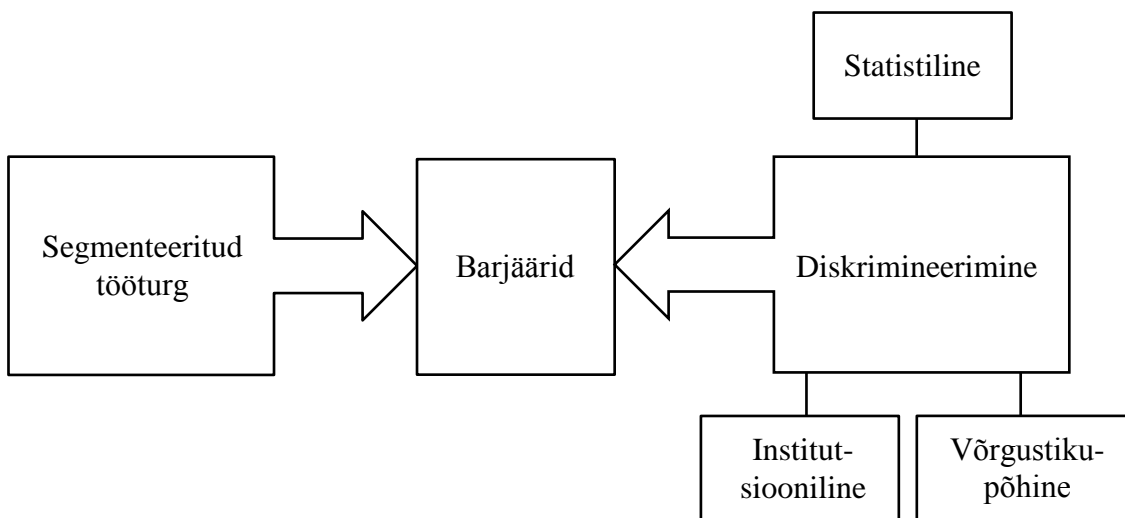 Statistiline
Segmenteeritud
tööturg
Barjäärid
Diskrimineerimine
Institut-
siooniline
Võrgustiku-
põhine